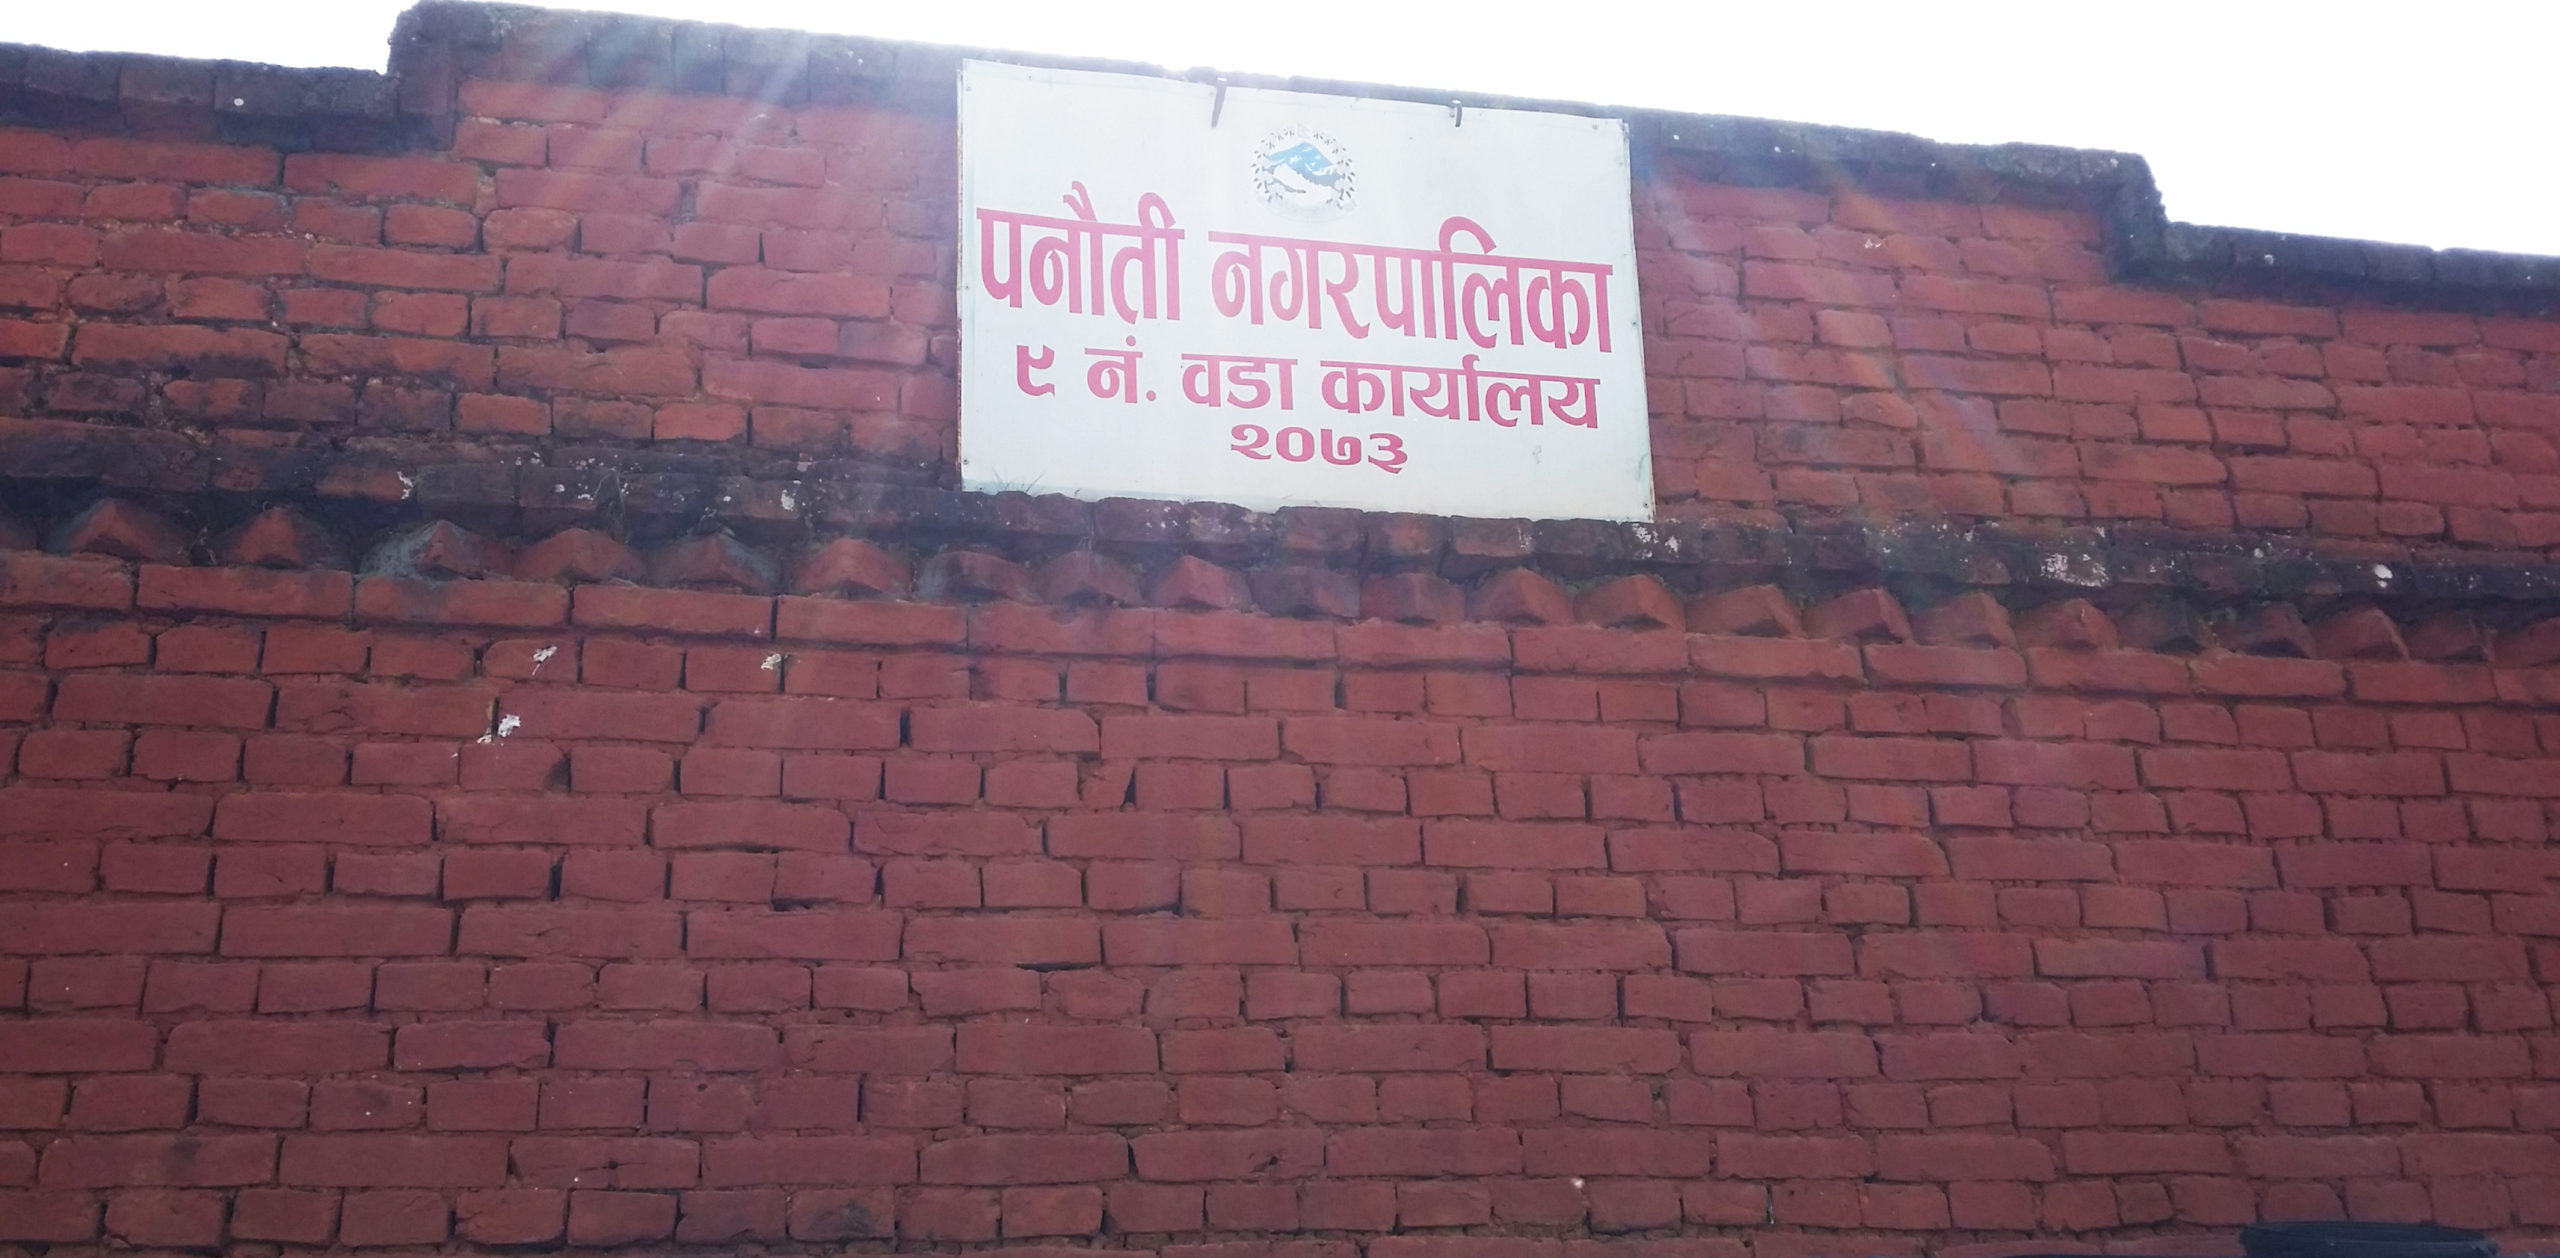 पनौती नगरपालिका
९ नं. वडा कार्यालय
२०७३